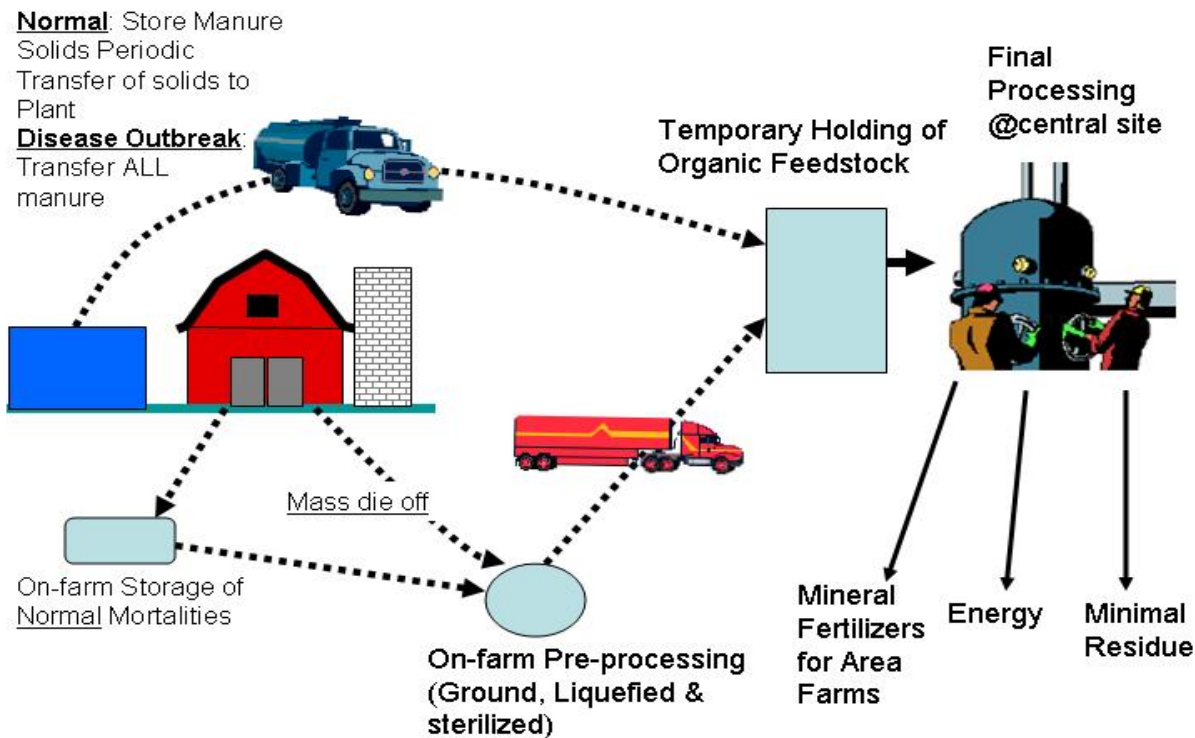 Normal: Store Manure
Solids Periodic
Transfer of solids to
Plant
Disease Outbreak:
Transfer ALL
manure
Temporary Holding of
Organic Feedstock
Final
Processing
@central site
Mass die off
On-farm Storage of
Normal Mortalities
On-farm Pre-processing
(Ground, Liquefied &
sterilized)
Mineral
Fertilizers
for Area
Farms
Energy
Minimal
Residue